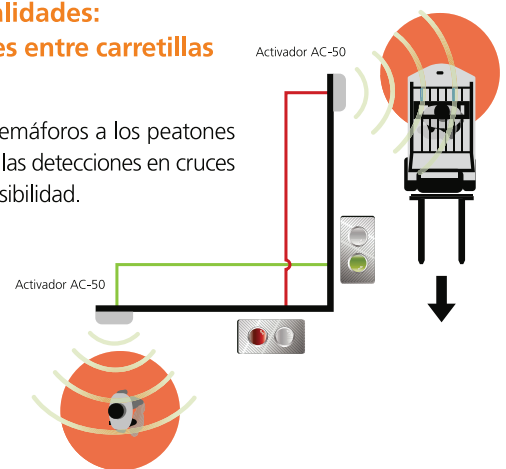 alidades:
es entre carretillas
Activador AC-50
emáforos a los peatones
las detecciones en cruces
sibilidad.
Activador AC-50